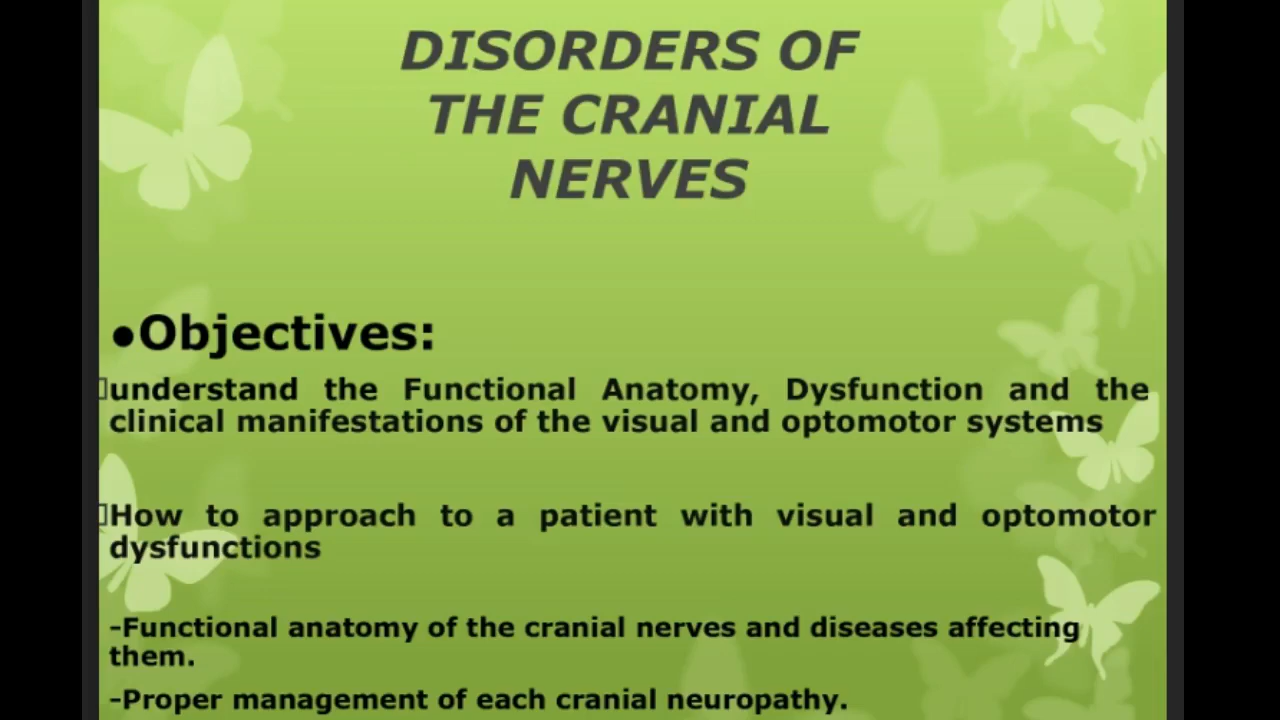 DISORDERS OF
THE CRANIAL
NERVES
●Objectives:
understand the Functional Anatomy, Dysfunction and the
clinical manifestations of the visual and optomotor systems
How to approach to a patient with visual and optomotor
dysfunctions
-Functional anatomy of the cranial nerves and diseases affecting
them.
-Proper management of each cranial neuropathy.